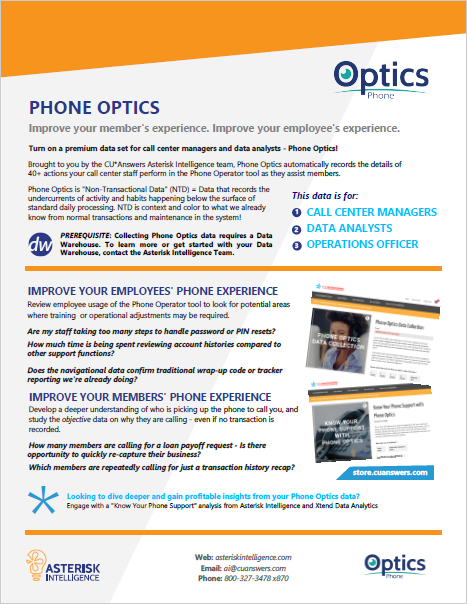 Optics
Phone
PHONE OPTICS
Improve your member's experience. Improve your employee's experience.
Turn on a premium data set for call center managers and data analysts - Phone Optics!
Brought to you by the CU*Answers Asterisk Intelligence team, Phone Optics automatically records the details of
40+ actions your call center staff perform in the Phone Operator tool as they assist members.
Phone Optics is "Non-Transactional Data" (NTD) = Data that records the
undercurrents of activity and habits happening below the surface of
standard daily processing. NTD is context and color to what we already
know from normal transactions and maintenance in the system!
This data is for:
1 CALL CENTER MANAGERS
2 DATA ANALYSTS
3 OPERATIONS OFFICER
dw
PREREQUISITE: Collecting Phone Optics data requires a Data
Warehouse. To learn more or get started with your Data
Warehouse, contact the Asterisk Intelligence Team.
IMPROVE YOUR EMPLOYEES' PHONE EXPERIENCE
Review employee usage of the Phone Operator tool to look for potential areas
where training or operational adjustments may be required.
Are my staff taking too many steps to handle password or PIN resets?
How much time is being spent reviewing account histories compared to
other support functions?
Does the navigational data confirm traditional wrap-up code or tracker
reporting we're already doing?
IMPROVE YOUR MEMBERS' PHONE EXPERIENCE
Develop a deeper understanding of who is picking up the phone to call you, and
study the objective data on why they are calling - even if no transaction is
recorded.
How many members are calling for a loan payoff request - Is there
opportunity to quickly re-capture their business?
Which members are repeatedly calling for just a transaction history recap?
PHONE OPTICS
DATA COLLECTION
Phone Optics Data Collection
KNOW YOUR
PHONE SUPPORT
WITH
PHONE OPTICS
Know Your Phone Support with Phone
Optics
store.cuanswers.com
Looking to dive deeper and gain profitable insights from your Phone Optics data?
Engage with a "Know Your Phone Support" analysis from Asterisk Intelligence and Xtend Data Analytics
ASTERISK
INTELLIGENCE
Web: asteriskintelligence.com
Email: ai@cuanswers.com
Phone: 800-327-3478 x870
Optics
Phone